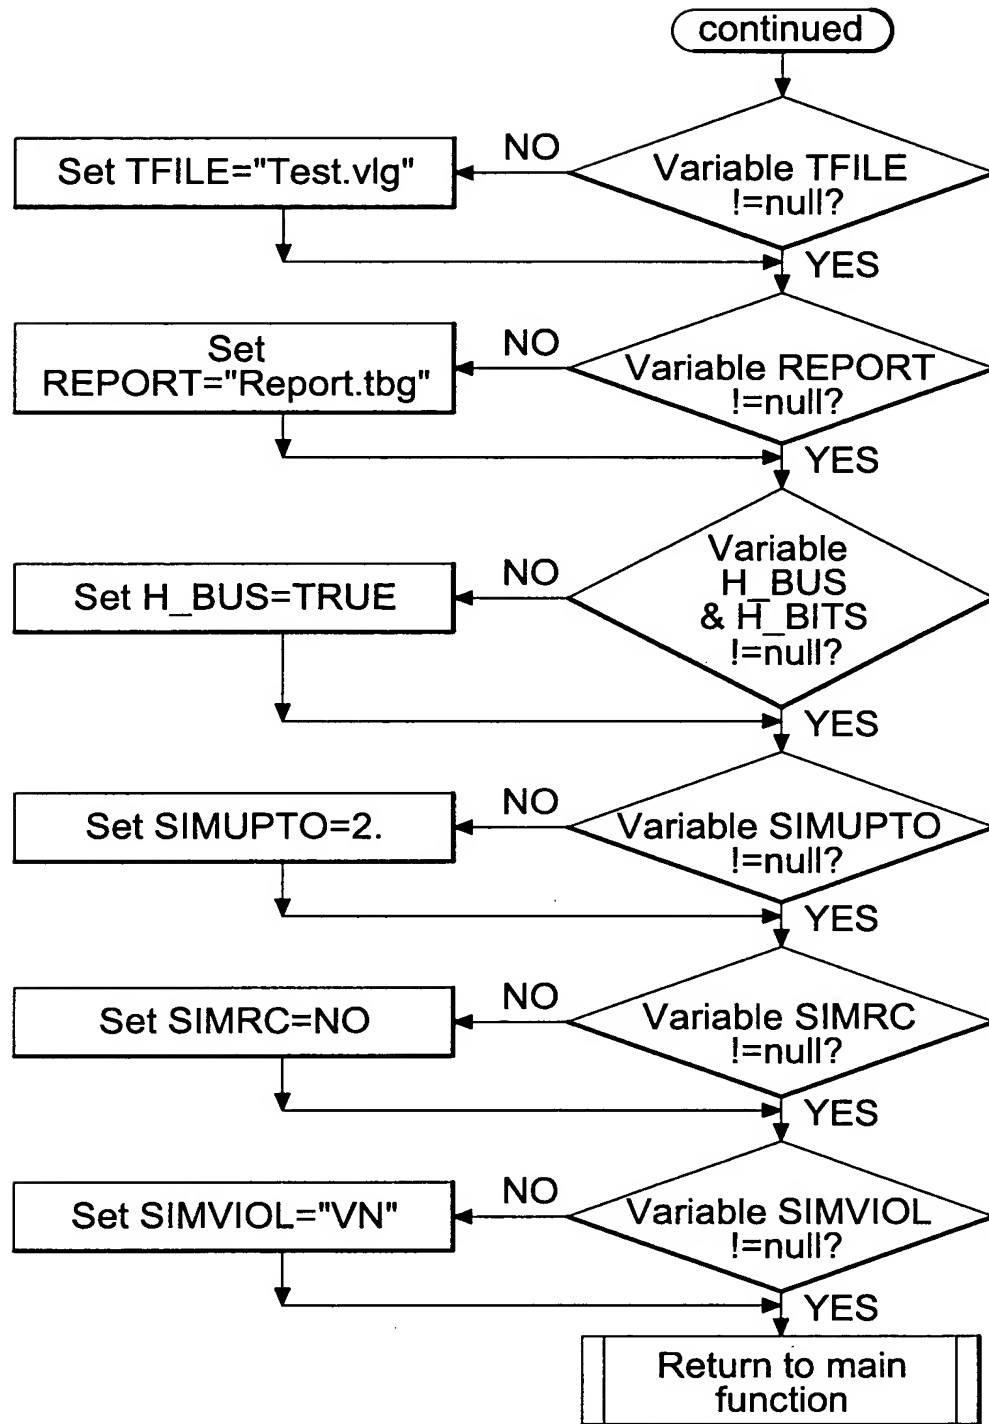 continued
NO
Variable TFILE
!=null?
Set TFILE="Test.vlg"
YES
NO
Variable REPORT
!=null?
Set
REPORT="Report.tbg"
YES
Variable
H_BUS
& H_BITS
!=null?
NO
Set H_BUS=TRUE
YES
NO
Variable SIMUPTO
!=null?
Set SIMUPTO=2.
YES
NO
Variable SIMRC
!=null?
Set SIMRC=NO
YES
NO
Variable SIMVIOL
!=null?
Set SIMVIOL="VN"
YES
Return to main
function